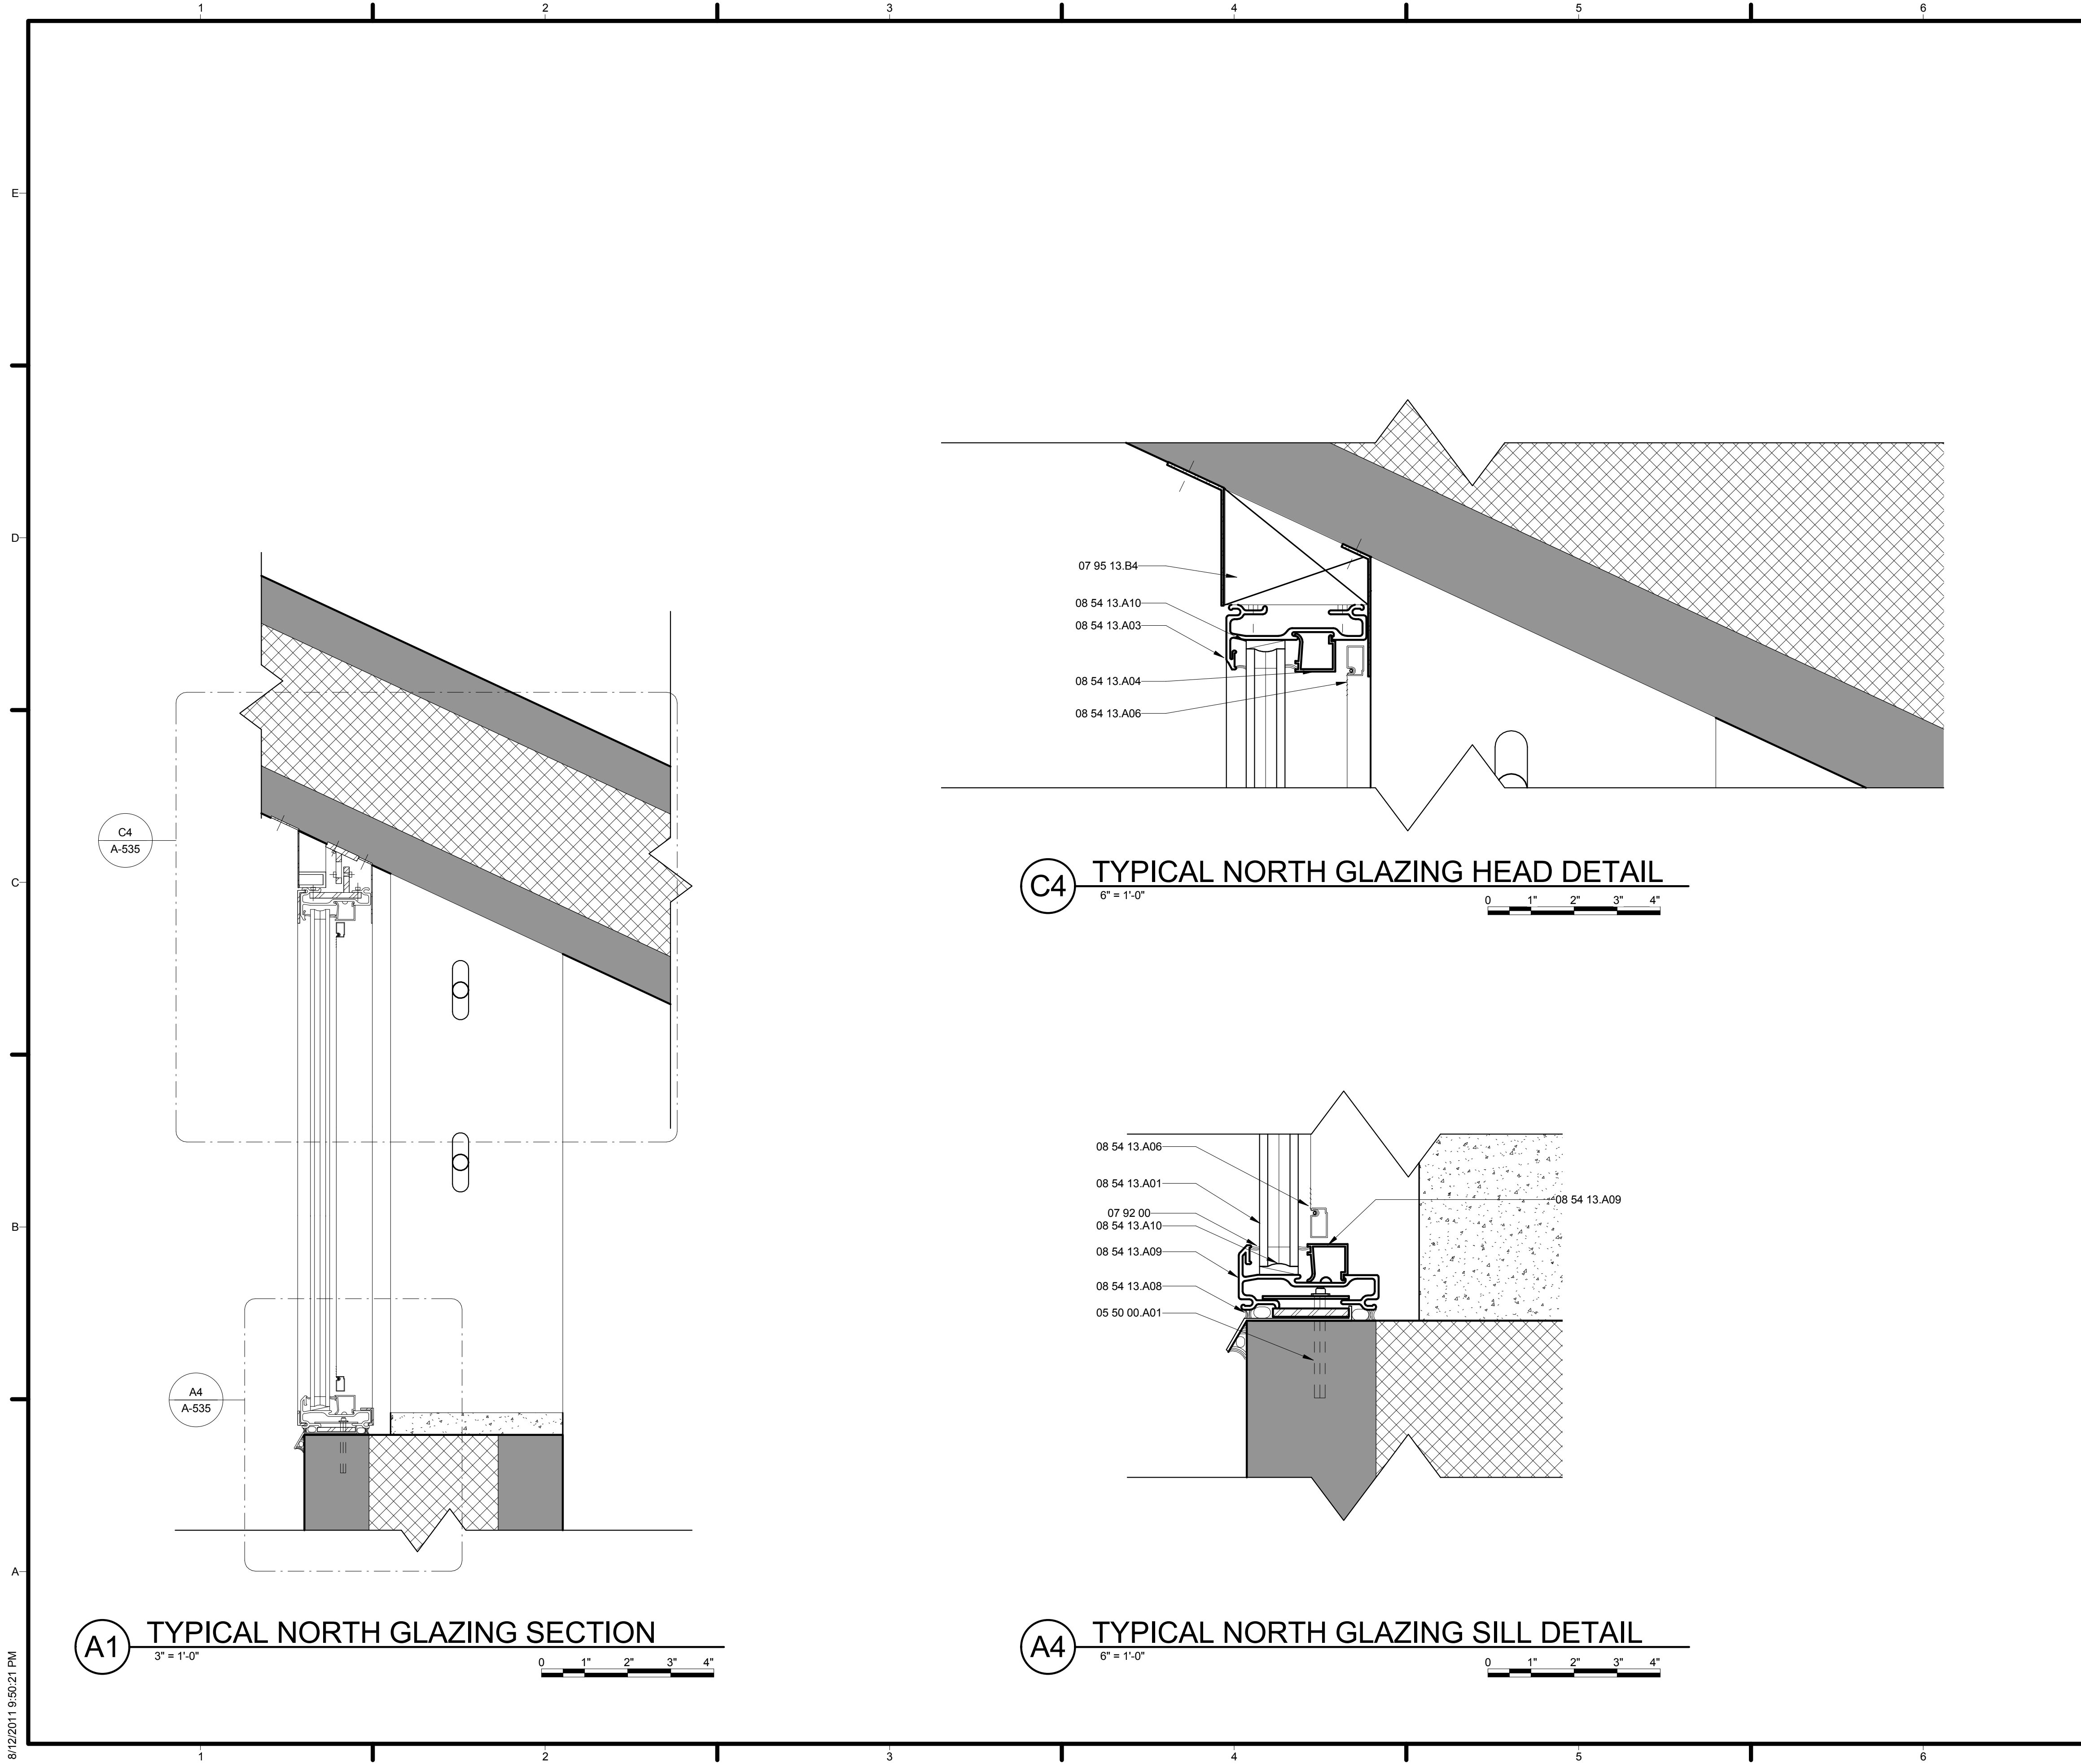 1 2 3 4 5 6
E
D
C
B
A
C4
A-535
A4
A-535
A1 TYPICAL NORTH GLAZING SECTION
3" = 1'-0"
0 1" 2" 3" 4"
07 95 13.B4
08 54 13.A10
08 54 13.A03
08 54 13.A04
08 54 13.A06
C4 TYPICAL NORTH GLAZING HEAD DETAIL
6" = 1'-0"
0 1" 2" 3" 4"
08 54 13.A06
08 54 13.A01
08 54 13.A09
07 92 00
08 54 13.A10
08 54 13.A09
08 54 13.A08
05 50 00.A01
A4 TYPICAL NORTH GLAZING SILL DETAIL
6" = 1'-0"
0 1" 2" 3" 4"
8/12/2011 9:50:21 PM
1 2 3 4 5 6